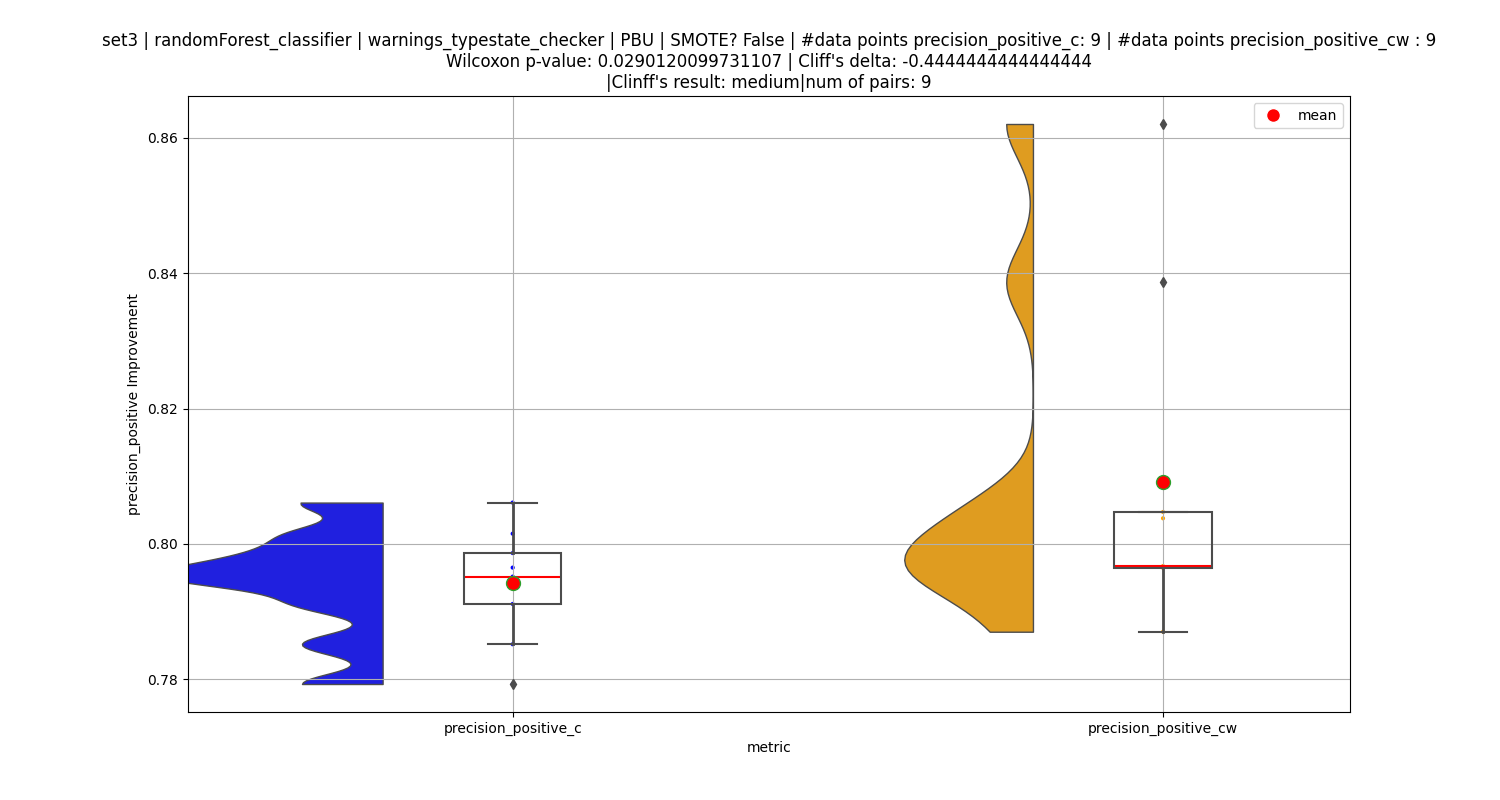 set3 | randomForest_classifier | warnings_typestate_checker | PBU | SMOTE? False | #data points precision_positive_c: 9 | #data points precision_positive_cw : 9
Wilcoxon p-value: 0.0290120099731107 | Cliff's delta: -0.4444444444444444
|Clinff's result: medium|num of pairs: 9
mean
0.86
0.84
0.82
0.80
0.78
precision_positive Improvement
precision_positive_c
precision_positive_cw
metric